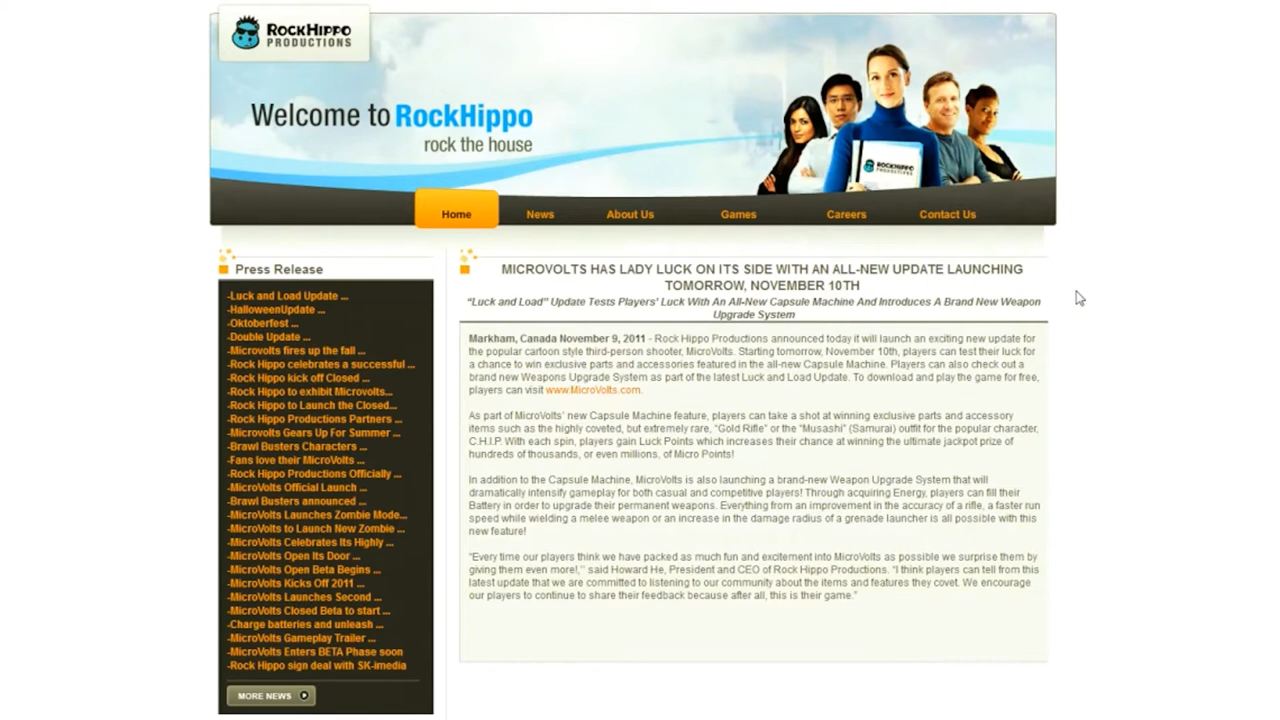 ROCKHIPPO
PRODUCTIONS
Welcome to RockHippo
rock the house
ROCKHIPPO
PRODUCTIONS
Home News About Us Games Careers Contact Us
Press Release
-Luck and Load Update ...
-HalloweenUpdate ...
-Oktoberfest ...
-Double Update ...
-Microvolts fires up the fall ...
-Rock Hippo celebrates a successful ...
-Rock Hippo kick off Closed ...
-Rock Hippo to exhibit Microvolts...
-Rock Hippo to Launch the Closed...
-Rock Hippo Productions Partners ...
-Microvolts Gears Up For Summer ...
-Brawl Busters Characters ...
-Fans love their MicroVolts ...
-Rock Hippo Productions Officially ...
-MicroVolts Official Launch ...
-Brawl Busters announced ...
-MicroVolts Launches Zombie Mode...
-MicroVolts to Launch New Zombie ...
-MicroVolts Celebrates Its Highly ...
-MicroVolts Open Its Door ...
-MicroVolts Open Beta Begins ...
-MicroVolts Kicks Off 2011 ...
-MicroVolts Launches Second ...
-MicroVolts Closed Beta to start ...
-Charge batteries and unleash ...
-MicroVolts Gameplay Trailer ...
-MicroVolts Enters BETA Phase soon
-Rock Hippo sign deal with SK-imedia
MORE NEWS
MICROVOLTS HAS LADY LUCK ON ITS SIDE WITH AN ALL-NEW UPDATE LAUNCHING
TOMORROW, NOVEMBER 10TH
“Luck and Load” Update Tests Players’ Luck With An All-New Capsule Machine And Introduces A Brand New Weapon
Upgrade System
Markham, Canada November 9, 2011 - Rock Hippo Productions announced today it will launch an exciting new update for
the popular cartoon style third-person shooter, MicroVolts. Starting tomorrow, November 10th, players can test their luck for
a chance to win exclusive parts and accessories featured in the all-new Capsule Machine. Players can also check out a
brand new Weapons Upgrade System as part of the latest Luck and Load Update. To download and play the game for free,
players can visit www.MicroVolts.com.
As part of MicroVolts’ new Capsule Machine feature, players can take a shot at winning exclusive parts and accessory
items such as the highly coveted, but extremely rare, “Gold Rifle” or the “Musashi” (Samurai) outfit for the popular character,
C.H.I.P. With each spin, players gain Luck Points which increases their chance at winning the ultimate jackpot prize of
hundreds of thousands, or even millions, of Micro Points!
In addition to the Capsule Machine, MicroVolts is also launching a brand-new Weapon Upgrade System that will
dramatically intensify gameplay for both casual and competitive players! Through acquiring Energy, players can fill their
Battery in order to upgrade their permanent weapons. Everything from an improvement in the accuracy of a rifle, a faster run
speed while wielding a melee weapon or an increase in the damage radius of a grenade launcher is all possible with this
new feature!
“Every time our players think we have packed as much fun and excitement into MicroVolts as possible we surprise them by
giving them even more!,’’ said Howard He, President and CEO of Rock Hippo Productions. “I think players can tell from this
latest update that we are committed to listening to our community about the items and features they covet. We encourage
our players to continue to share their feedback because after all, this is their game.”